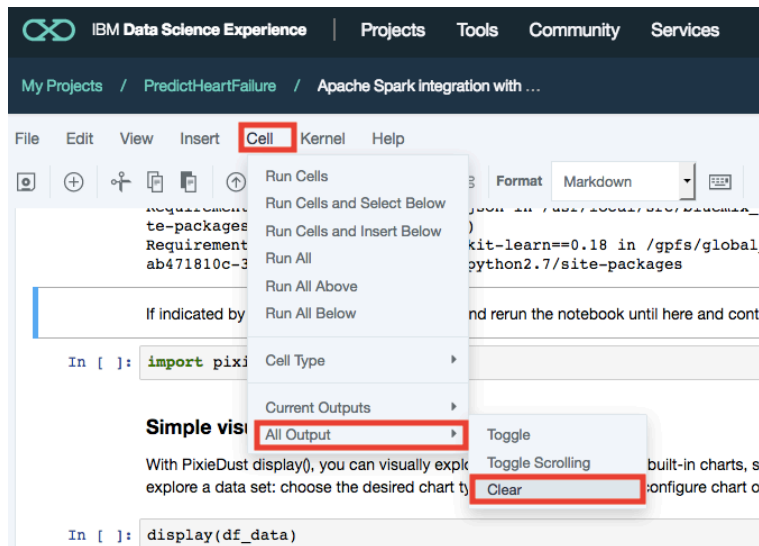 IBM Data Science Experience | Projects Tools Community Services
My Projects / PredictHeartFailure / Apache Spark integration with ...
File Edit View Insert Cell Kernel Help
Format Markdown
Run Cells
Run Cells and Select Below
Run Cells and Insert Below
Run All
Run All Above
Run All Below
Cell Type
Current Outputs
All Output
Toggle
Toggle Scrolling
Clear
te-packages )
Requirement kit-learn==0.18 in /gpfs/global_
ab471810c-3 python2.7/site-packages
If indicated by nd rerun the notebook until here and cont
In [ ]: import pixi
Simple vis
With PixieDust display(), you can visually explo built-in charts, s
explore a data set: choose the desired chart ty configure chart o
In [ ]: display(df_data)